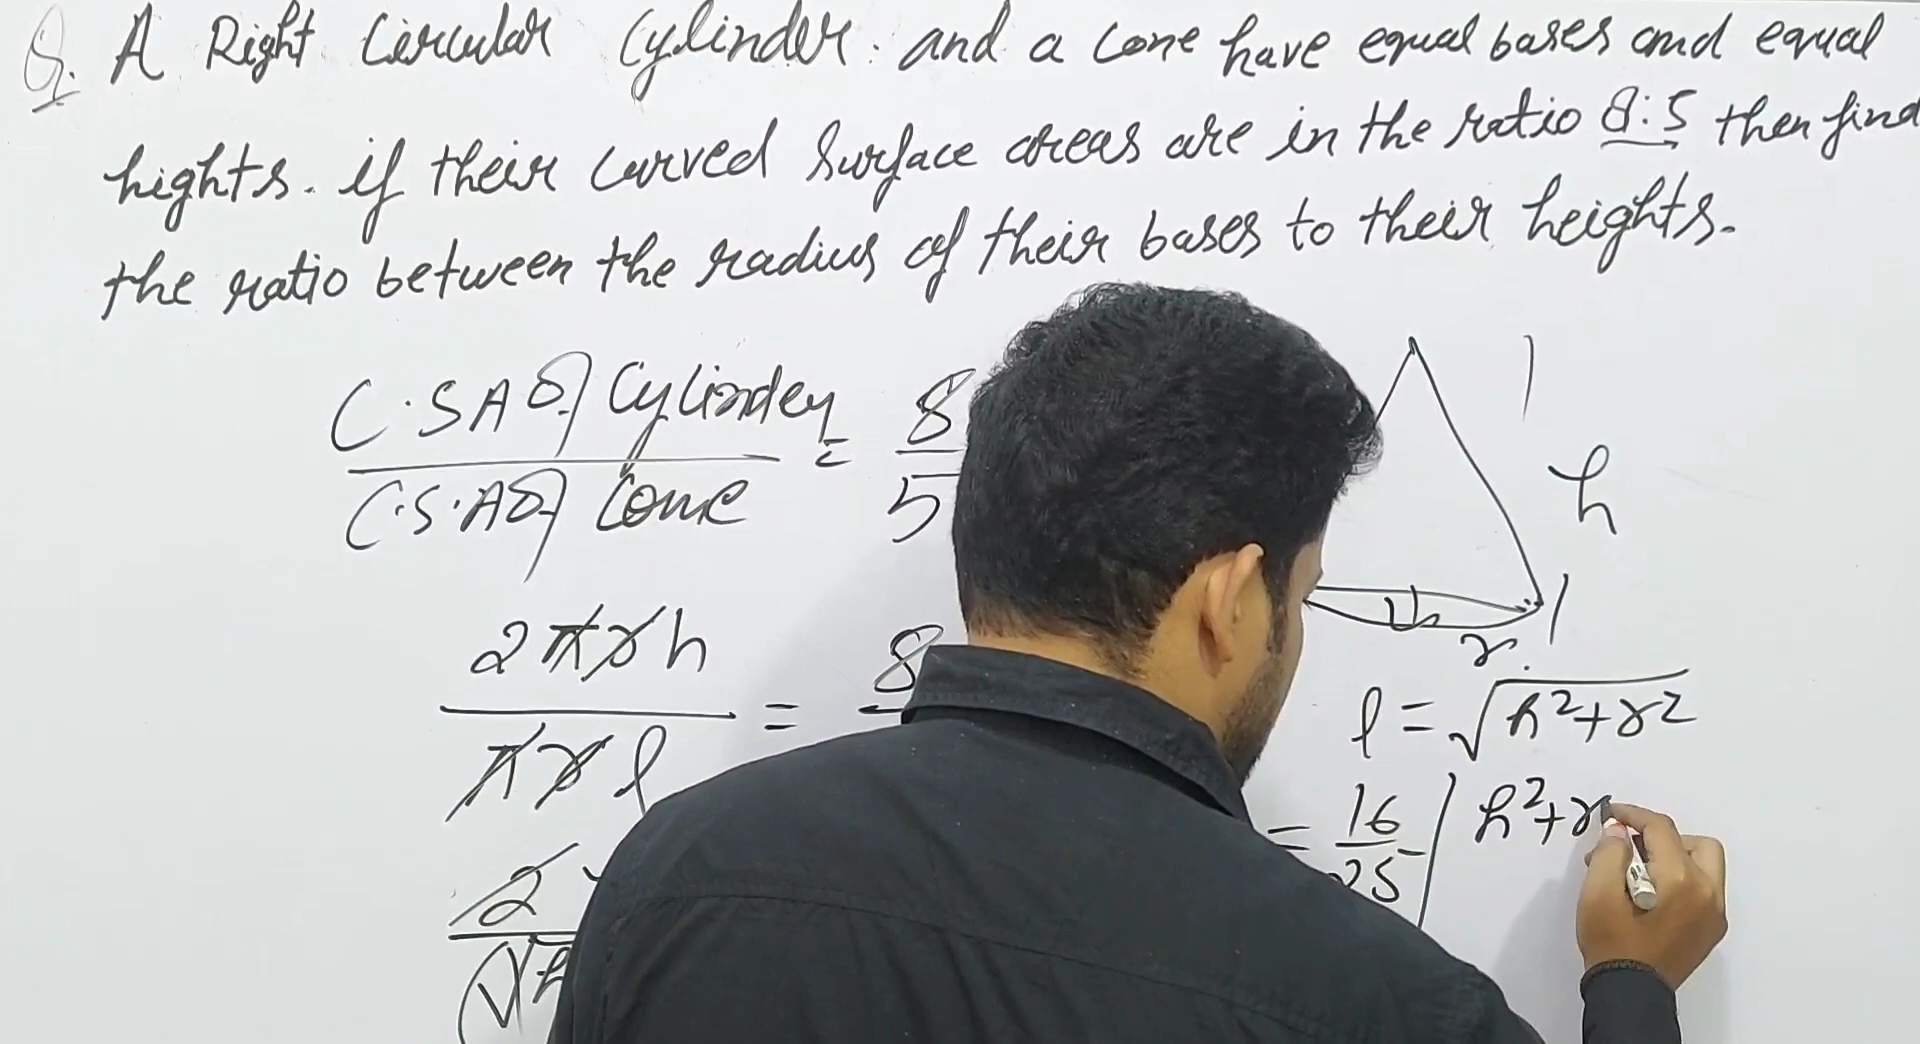 Q. A Right Circular Cylinder and a cone have equal bases and equal
hights. if their curved surface areas are in the ratio 8:5 then find
the ratio between the radius of their bases to their heights.
C.S.A of Cylinder = 8
C.S.A of Cone 5
h
r
2πrh = 8
πrl
l = √h²+r²
= 16 h²+r
25
2
√h